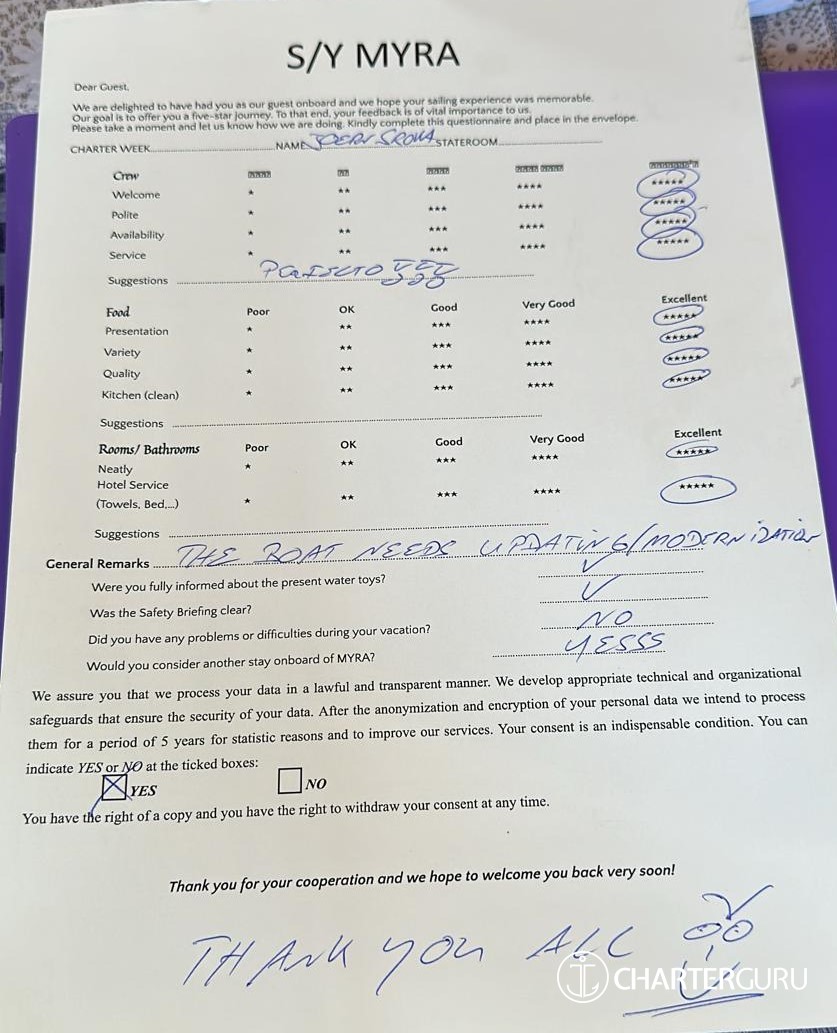 S/Y MYRA
Dear Guest,
We are delighted to have had you as our guest onboard and we hope your sailing experience was memorable.
Our goal is to offer you a five-star journey. To that end, your feedback is of vital importance to us.
Please take a moment and let us know how we are doing. Kindly complete this questionnaire and place in the envelope.
CHARTER WEEK NAME STATEROOM
Crew
Welcome * ** *** **** *****
Polite * ** *** **** *****
Availability * ** *** **** *****
Service * ** *** **** *****
Suggestions
Food Poor OK Good Very Good Excellent
Presentation * ** *** **** *****
Variety * ** *** **** *****
Quality * ** *** **** *****
Kitchen (clean) * ** *** **** *****
Suggestions
Rooms/ Bathrooms Poor OK Good Very Good Excellent
Neatly * ** *** **** *****
Hotel Service
(Towels, Bed,...) * ** *** **** *****
Suggestions
General Remarks THE BOAT NEEDS UPDATING/MODERNIZATION
Were you fully informed about the present water toys? ✓
Was the Safety Briefing clear? ✓
Did you have any problems or difficulties during your vacation? NO
Would you consider another stay onboard of MYRA? YESSS
We assure you that we process your data in a lawful and transparent manner. We develop appropriate technical and organizational
safeguards that ensure the security of your data. After the anonymization and encryption of your personal data we intend to process
them for a period of 5 years for statistic reasons and to improve our services. Your consent is an indispensable condition. You can
indicate YES or NO at the ticked boxes:
YES NO
You have the right of a copy and you have the right to withdraw your consent at any time.
Thank you for your cooperation and we hope to welcome you back very soon!
THANK YOU ALL
CHARTERGURU